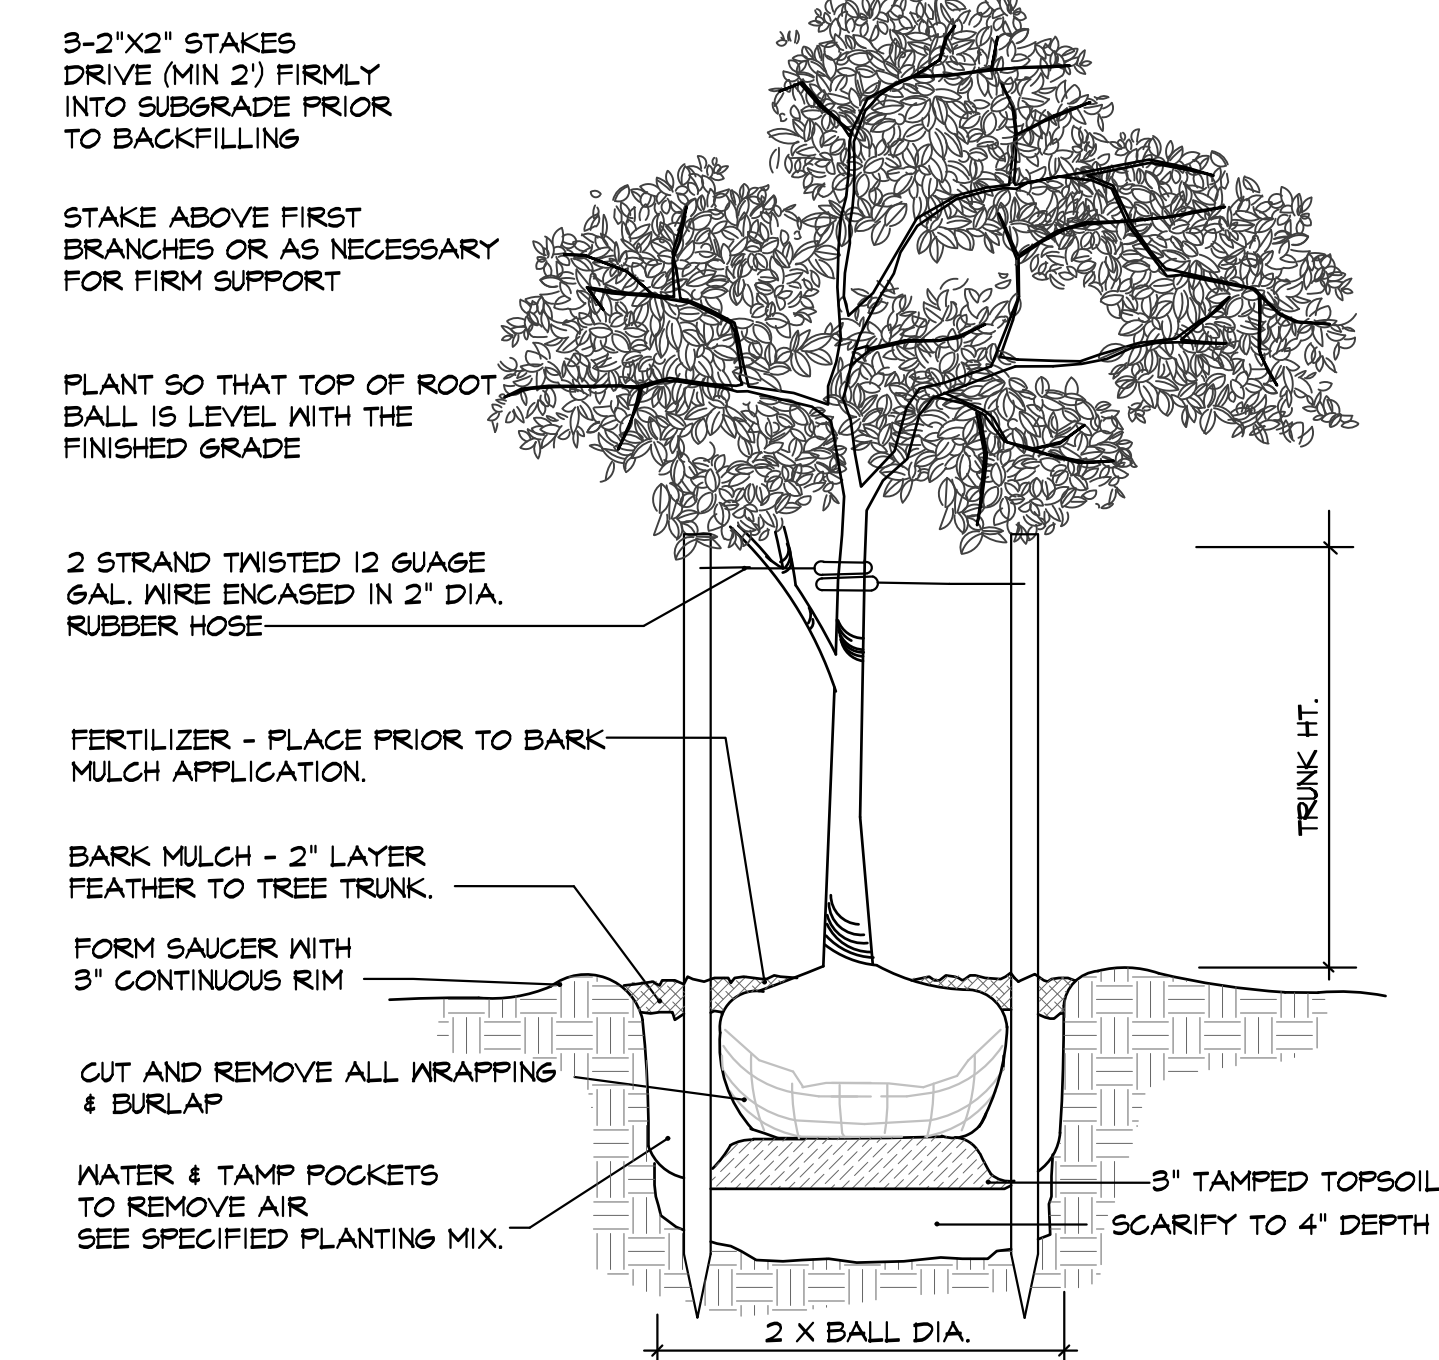 3-2"X2" STAKES
DRIVE (MIN 2') FIRMLY
INTO SUBGRADE PRIOR
TO BACKFILLING
STAKE ABOVE FIRST
BRANCHES OR AS NECESSARY
FOR FIRM SUPPORT
PLANT SO THAT TOP OF ROOT
BALL IS LEVEL WITH THE
FINISHED GRADE
2 STRAND TWISTED 12 GUAGE
GAL. WIRE ENCASED IN 2" DIA.
RUBBER HOSE
FERTILIZER - PLACE PRIOR TO BARK
MULCH APPLICATION.
BARK MULCH - 2" LAYER
FEATHER TO TREE TRUNK.
FORM SAUCER WITH
3" CONTINUOUS RIM
CUT AND REMOVE ALL WRAPPING
& BURLAP
WATER & TAMP POCKETS
TO REMOVE AIR
SEE SPECIFIED PLANTING MIX.
TRUNK HT.
3" TAMPED TOPSOIL
SCARIFY TO 4" DEPTH
2 X BALL DIA.